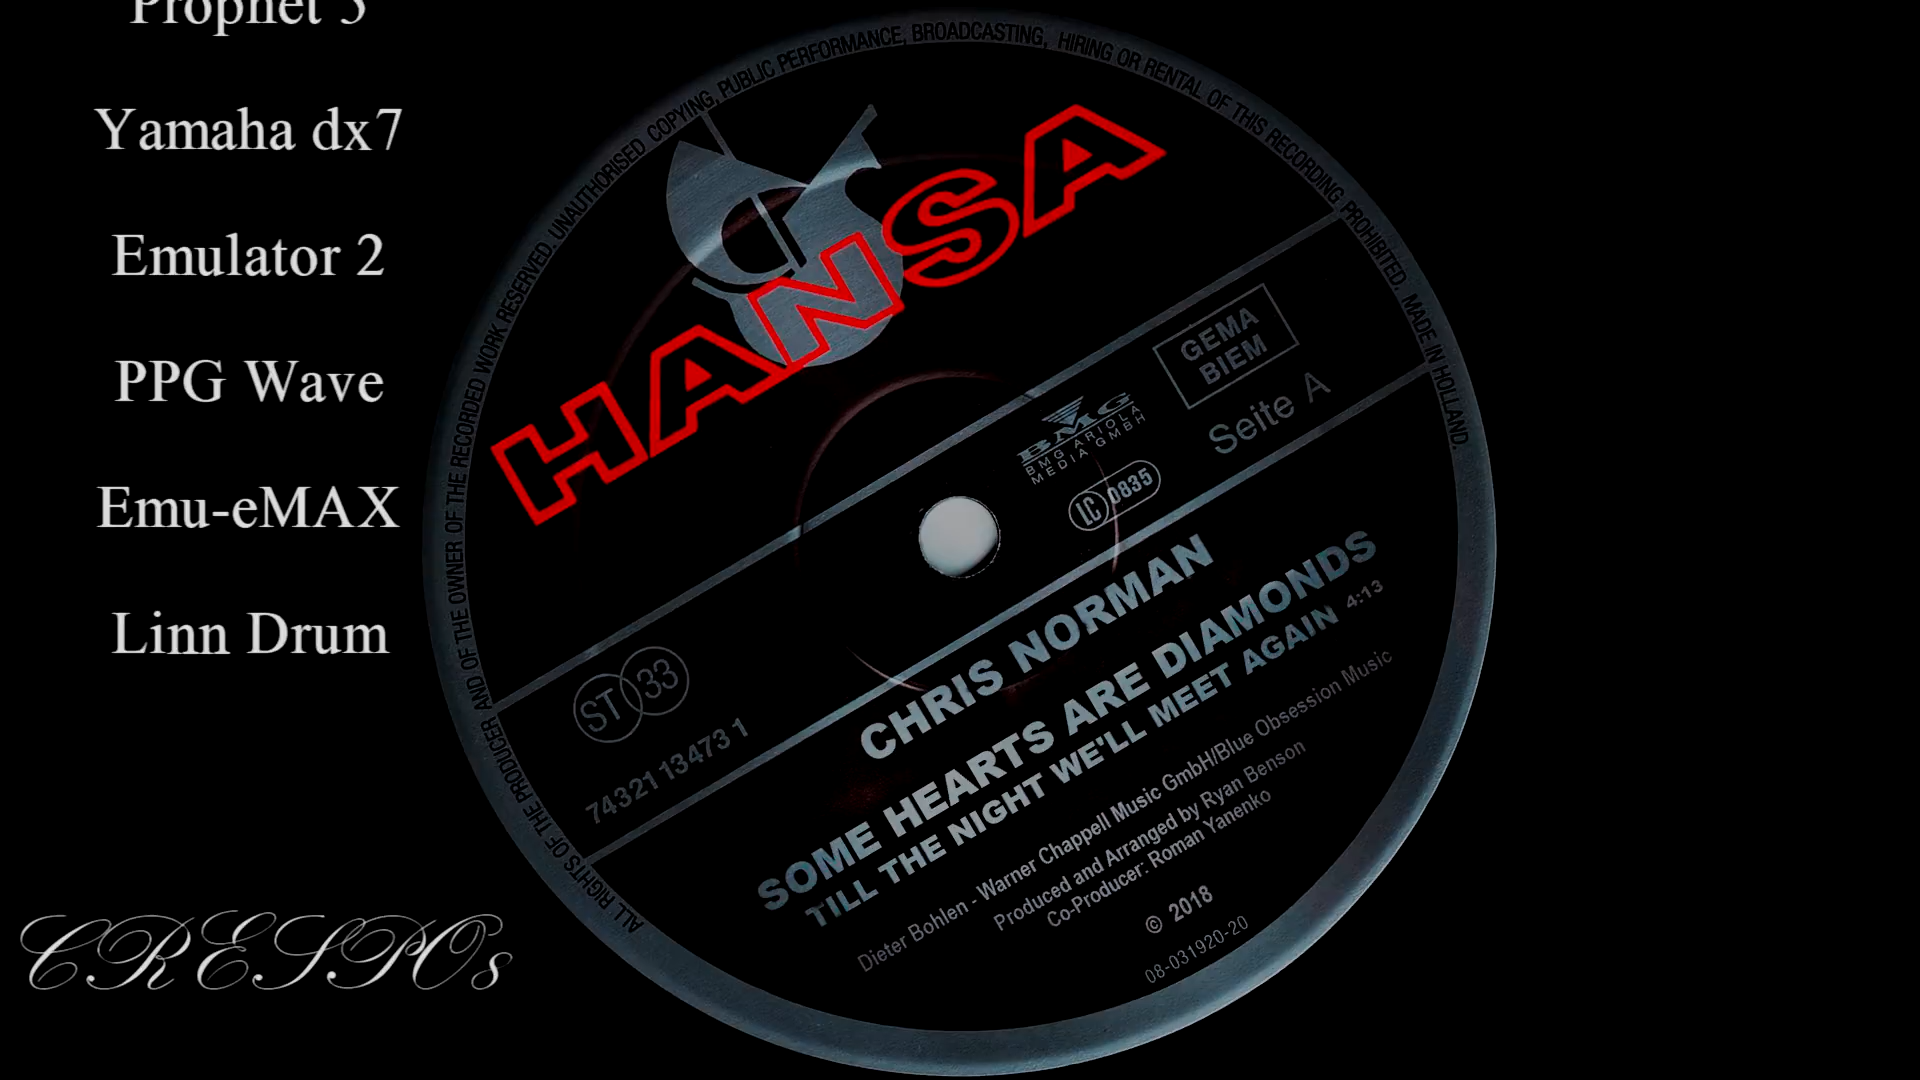 Prophet 5
Yamaha dx7
Emulator 2
PPG Wave
Emu-eMAX
Linn Drum
CRESPOs
ALL RIGHTS OF THE PRODUCER AND OF THE OWNER OF THE RECORDED WORK RESERVED. UNAUTHORISED COPYING, PUBLIC PERFORMANCE, BROADCASTING, HIRING OR RENTAL OF THIS RECORDING PROHIBITED. MADE IN HOLLAND.
HANSA
GEMA
BIEM
BMG
BMG ARIOLA
MEDIA GMBH
Seite A
LC 0835
ST 33
74321 13473 1
CHRIS NORMAN
SOME HEARTS ARE DIAMONDS
TILL THE NIGHT WE'LL MEET AGAIN 4:13
Dieter Bohlen - Warner Chappell Music GmbH/Blue Obsession Music
Produced and Arranged by Ryan Benson
Co-Producer: Roman Yanenko
© 2018
08-031920-20